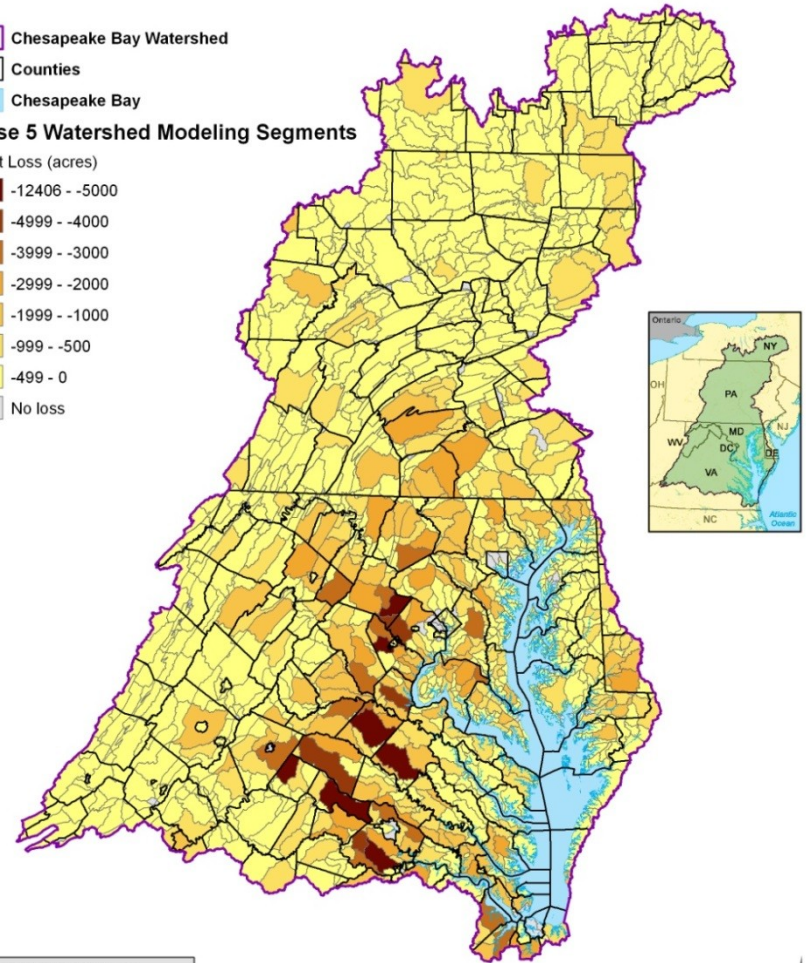 Chesapeake Bay Watershed
Counties
Chesapeake Bay
se 5 Watershed Modeling Segments
t Loss (acres)
-12406 - -5000
-4999 - -4000
-3999 - -3000
-2999 - -2000
-1999 - -1000
-999 - -500
-499 - 0
No loss
Ontario
NY
OH
PA
NJ
MD
WV
DC
DE
VA
NC
Atlantic
Ocean